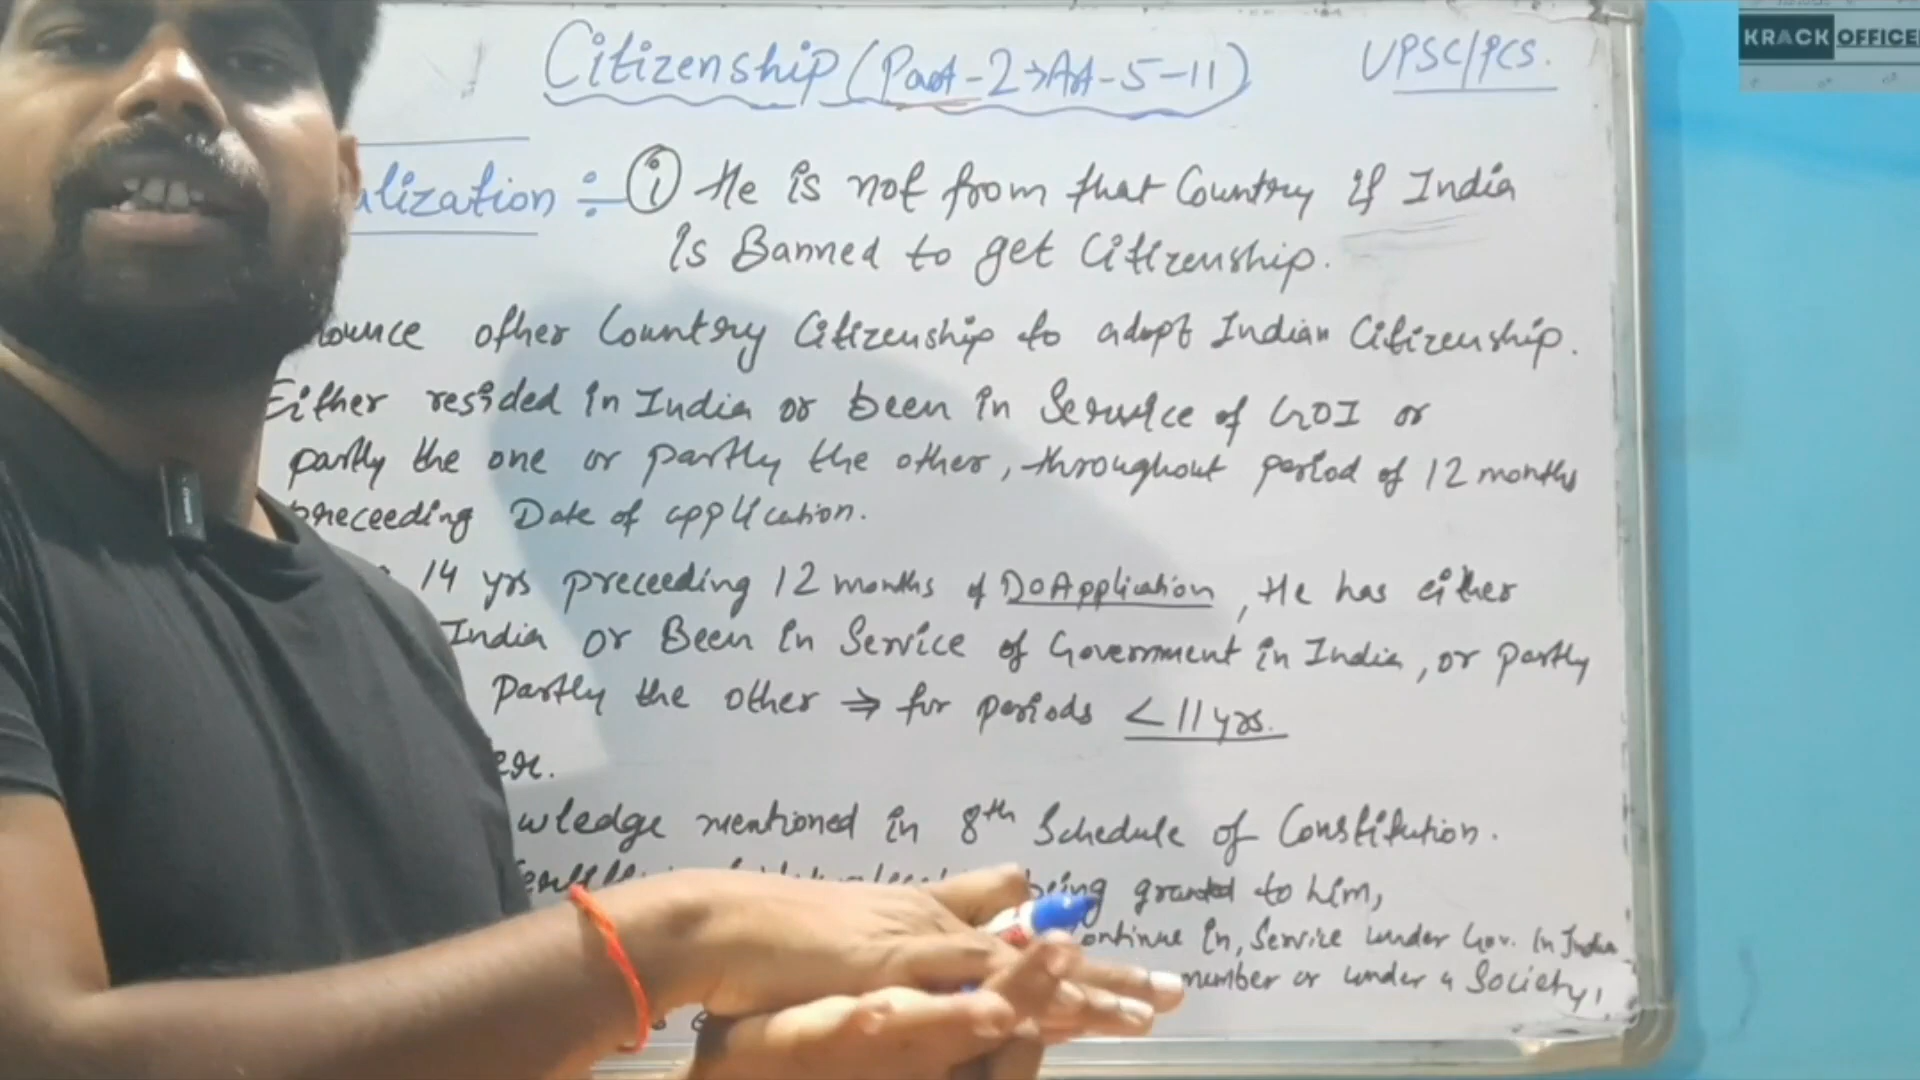 Citizenship (Part-2→Art-5-11)
UPSC/PCS.
KRACK OFFICE
alization ÷ (i) He is not from that Country if India
is Banned to get Citizenship.
ounce other Country Citizenship to adopt Indian Citizenship.
Either resided in India or been in Service of GOI or
partly the one or partly the other, throughout period of 12 months
preceeding Date of application.
14 yrs preceeding 12 months of DoApplication, He has either
India or Been in Service of Government in India, or partly
partly the other ⇒ for periods < 11 yrs.
er.
wledge mentioned in 8th Schedule of Constitution.
being granted to him,
ontinue in, Service under Gov. in India
number or under a Society,